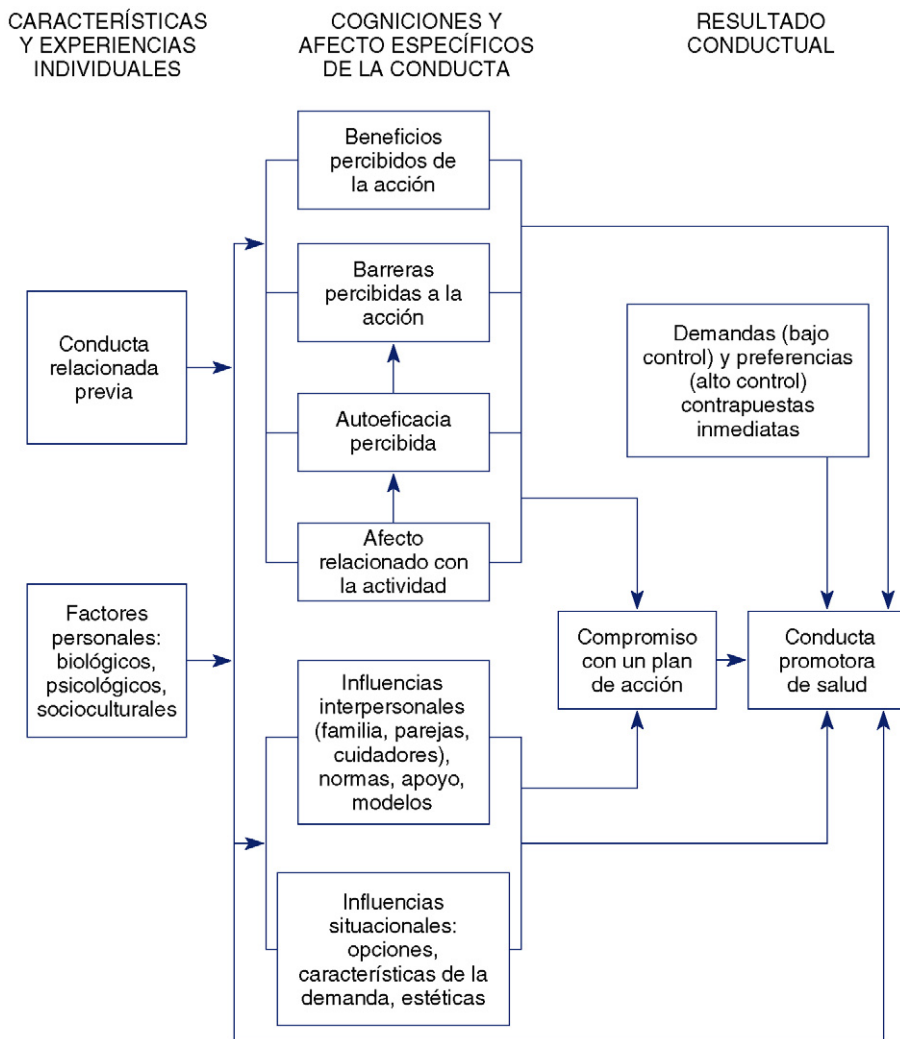 CARACTERÍSTICAS
Y EXPERIENCIAS
INDIVIDUALES
COGNICIONES Y
AFECTO ESPECÍFICOS
DE LA CONDUCTA
RESULTADO
CONDUCTUAL
Conducta
relacionada
previa
Factores
personales:
biológicos,
psicológicos,
socioculturales
Beneficios
percibidos de
la acción
Barreras
percibidas a la
acción
Autoeficacia
percibida
Afecto
relacionado con
la actividad
Influencias
interpersonales
(familia, parejas,
cuidadores),
normas, apoyo,
modelos
Influencias
situacionales:
opciones,
características de la
demanda, estéticas
Demandas (bajo
control) y preferencias
(alto control)
contrapuestas
inmediatas
Compromiso
con un plan
de acción
Conducta
promotora
de salud